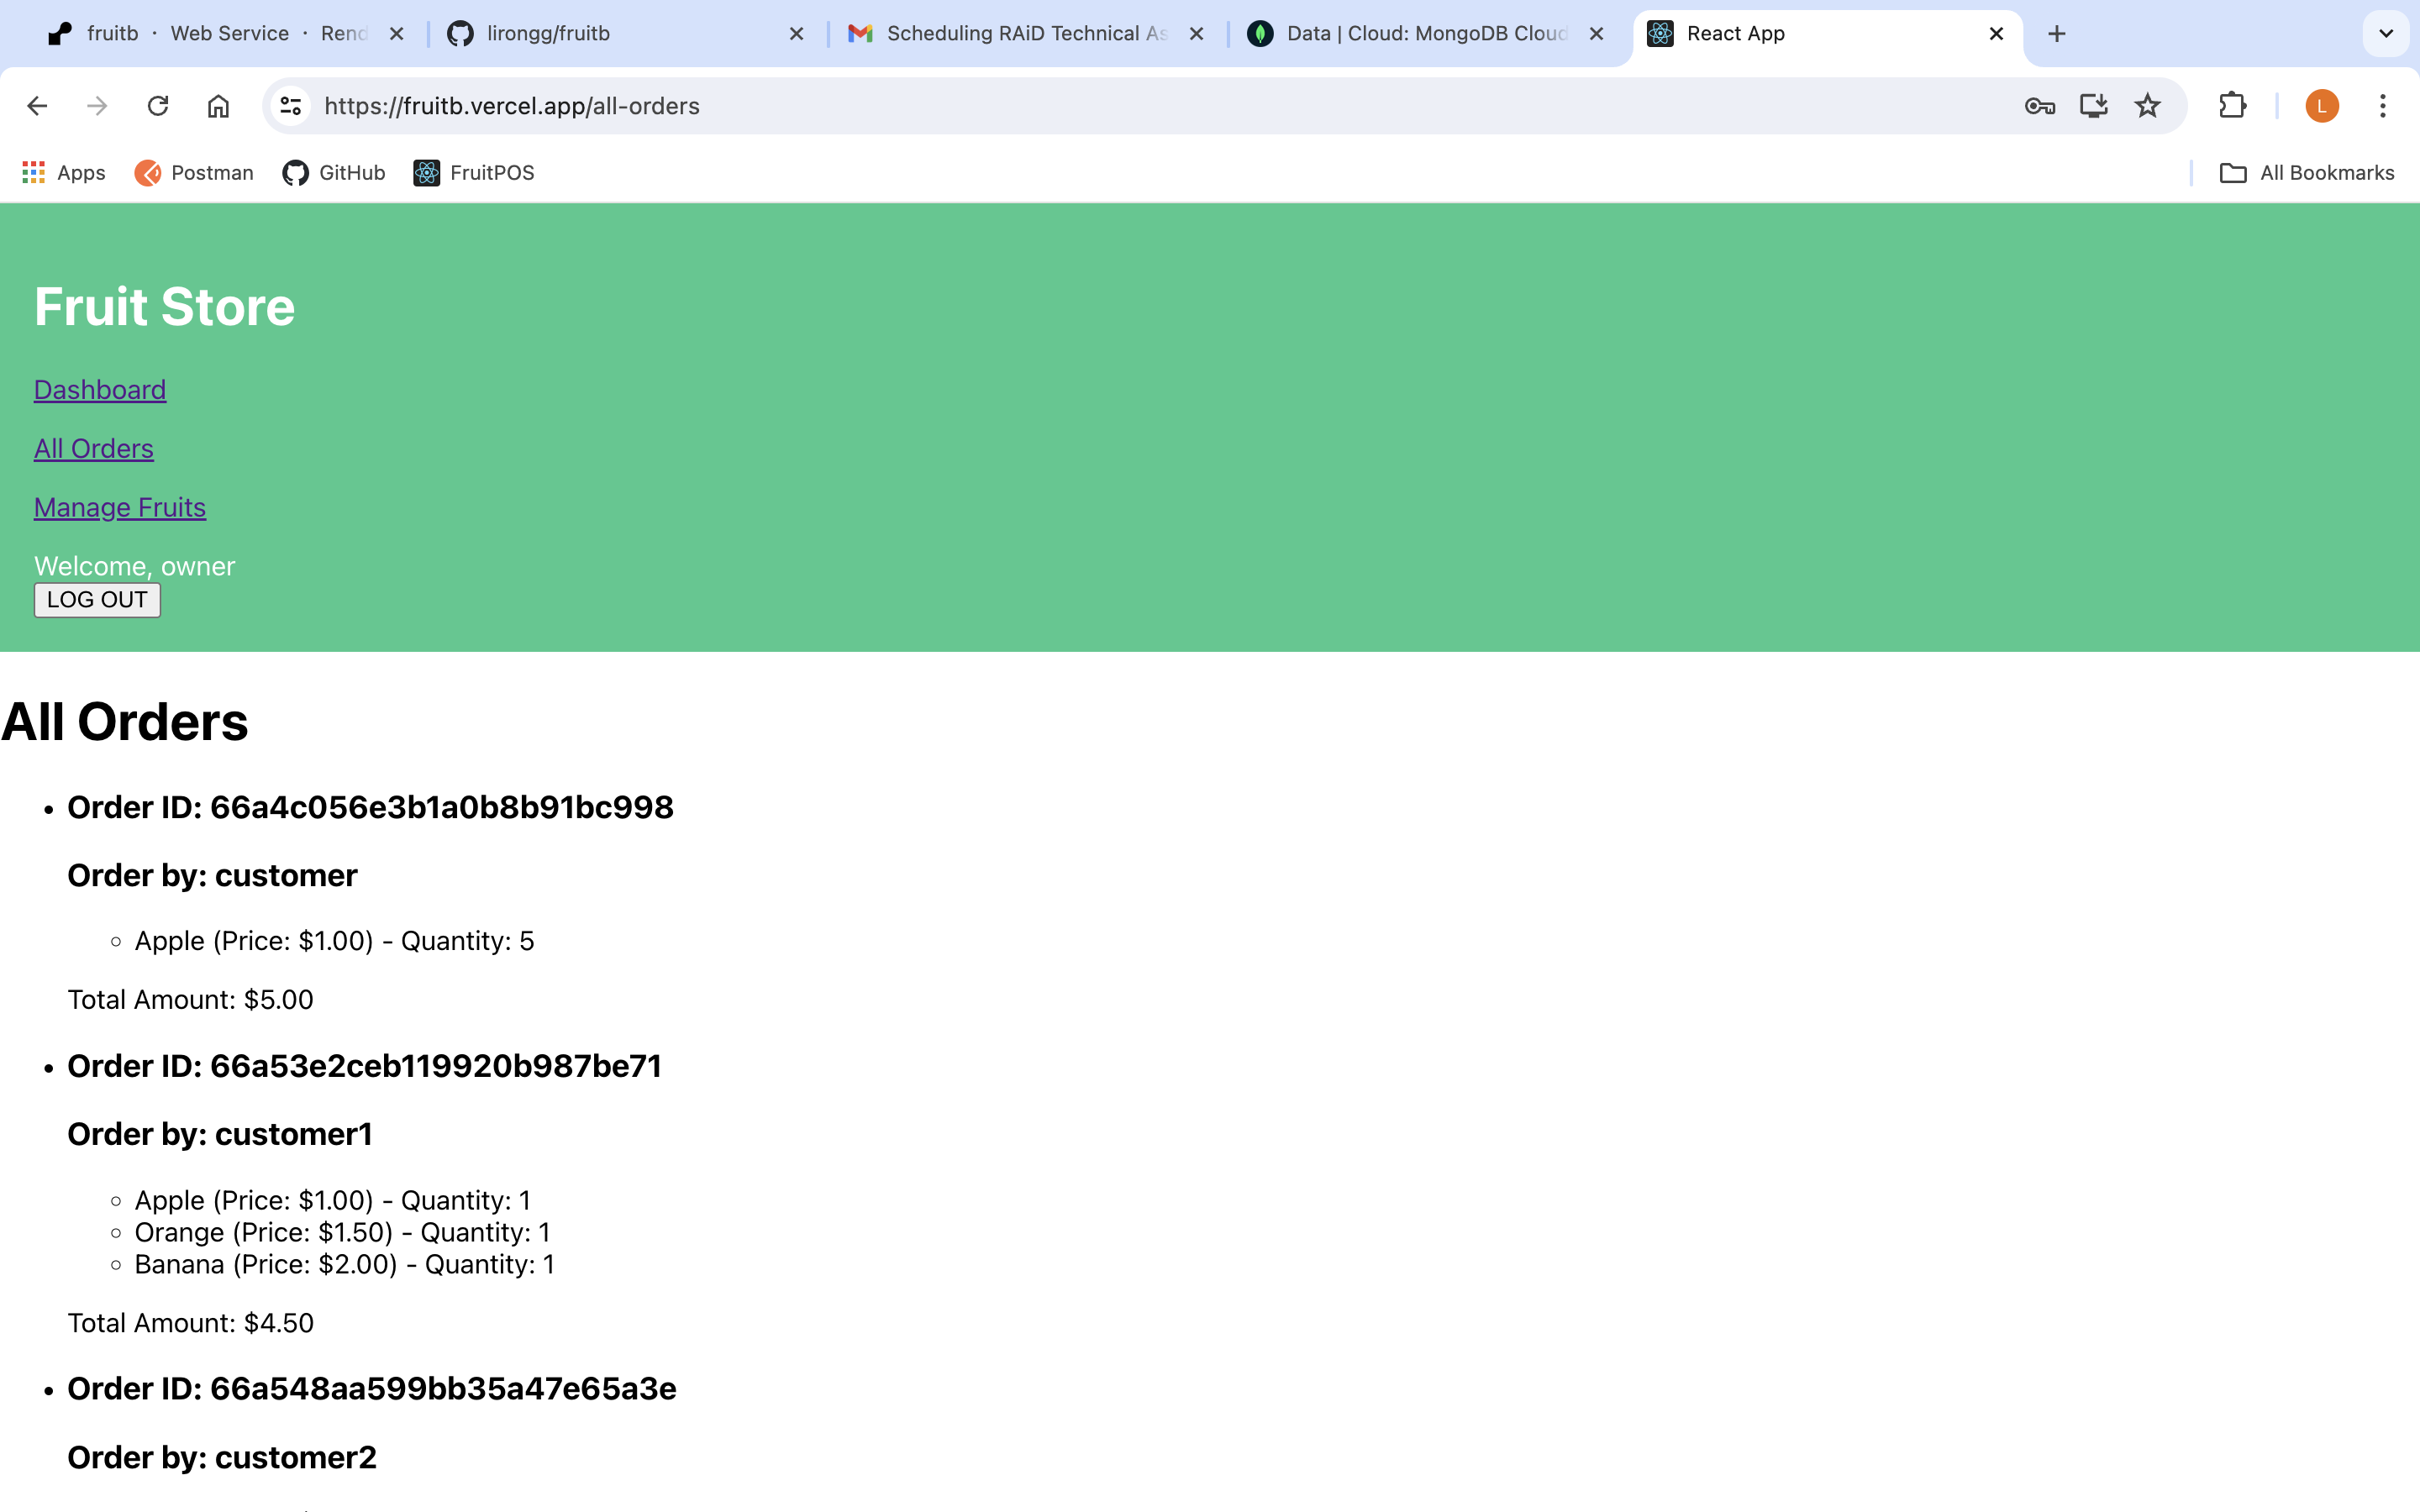 fruitb · Web Service · Rend
lirongg/fruitb
Scheduling RAiD Technical As
Data | Cloud: MongoDB Cloud
React App
https://fruitb.vercel.app/all-orders
L
Apps
Postman
GitHub
FruitPOS
All Bookmarks
Fruit Store
Dashboard
All Orders
Manage Fruits
Welcome, owner
LOG OUT
All Orders
Order ID: 66a4c056e3b1a0b8b91bc998
Order by: customer
Apple (Price: $1.00) - Quantity: 5
Total Amount: $5.00
Order ID: 66a53e2ceb119920b987be71
Order by: customer1
Apple (Price: $1.00) - Quantity: 1
Orange (Price: $1.50) - Quantity: 1
Banana (Price: $2.00) - Quantity: 1
Total Amount: $4.50
Order ID: 66a548aa599bb35a47e65a3e
Order by: customer2